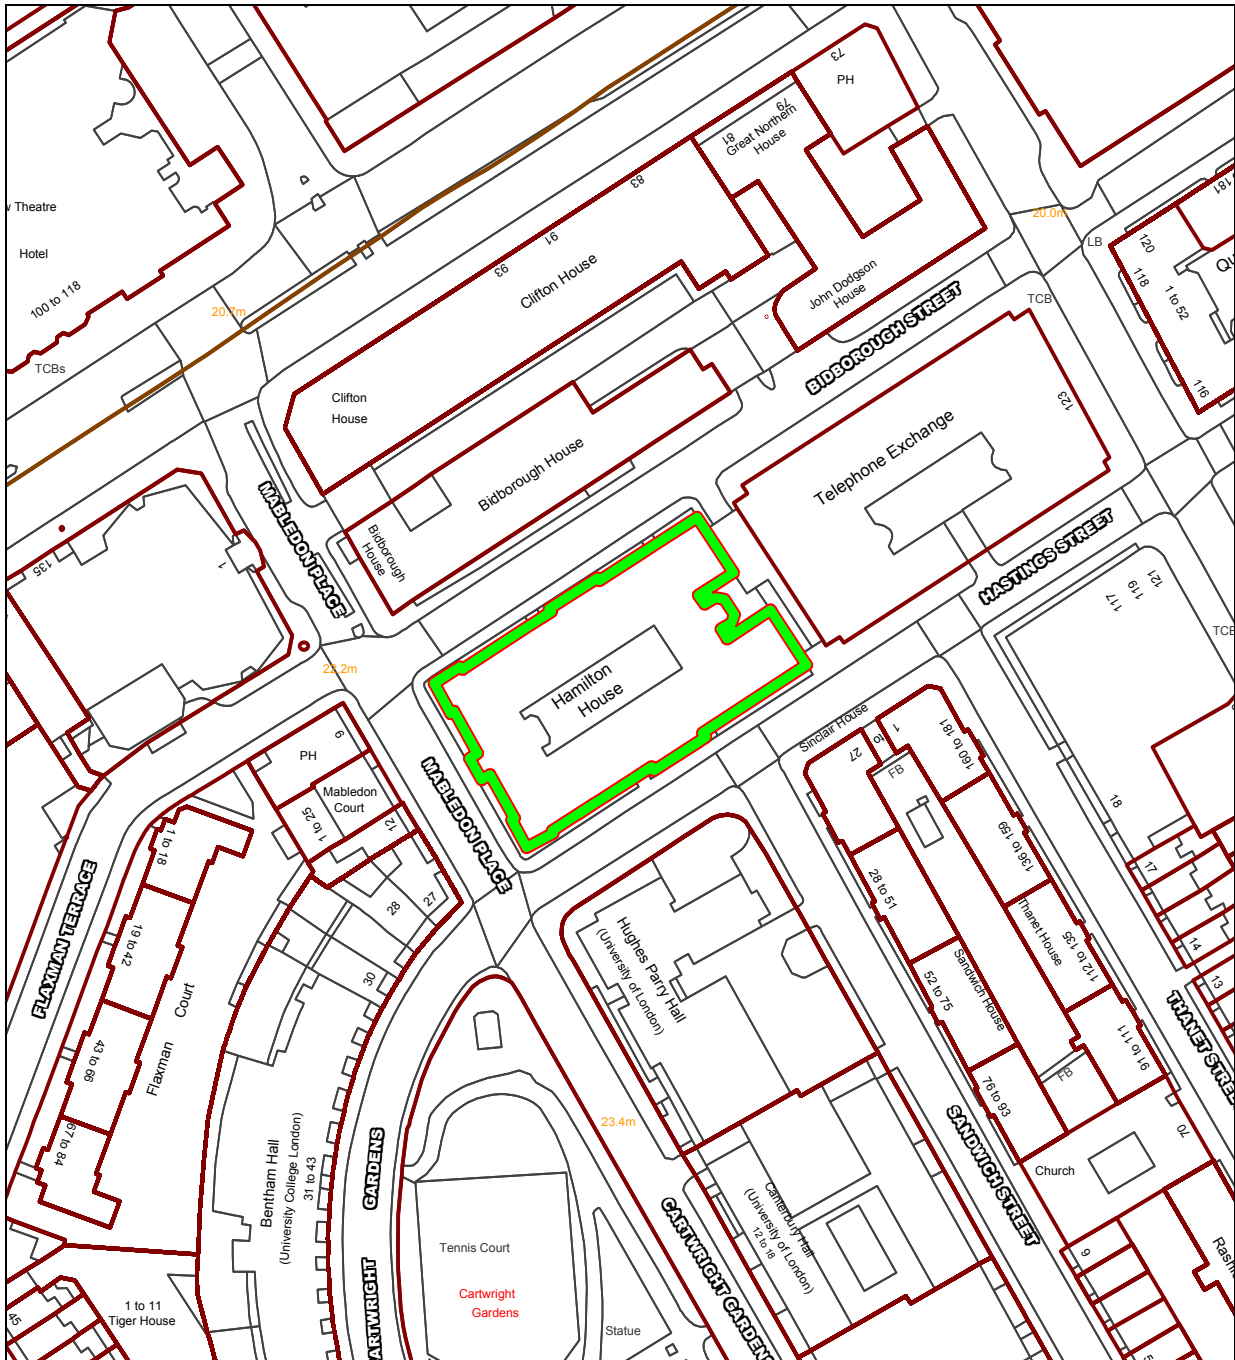 73
PH
79
81
Great Northern
House
83
181
Theatre
20.0m
120
LB
Hotel
91
118
93
Clifton House
1 to 52
John Dodgson
House
BIDBOROUGH STREET
TCB
100 to 118
20.7m
TCBs
116
Clifton
House
123
Telephone Exchange
Bidborough House
MABLEDON PLACE
HASTINGS STREET
Bidborough
House
135
1
121
119
117
TCB
22.2m
Hamilton
House
Sinclair House
1
to
27
160 to 181
9
PH
FB
MABLEDON PLACE
Mabledon
Court
1 to 25
12
18
1 to 18
136 to 159
17
FLAXMAN TERRACE
28 to 51
27
28
14
19 to 42
Hughes Parry Hall
(University of London)
Thanet House
112 to 135
30
13
Sandwich House
52 to 75
Flaxman Court
THANET STREET
43 to 66
91 to 111
FB
76 to 93
23.4m
70
67 to 84
SANDWICH STREET
Bentham Hall
(University College London)
31 to 43
CARTWRIGHT GARDENS
Church
Canterbury Hall
(University of London)
12 to 18
CARTWRIGHT GARDENS
Tennis Court
9
Cartwright
Gardens
1 to 11
Tiger House
45
Statue